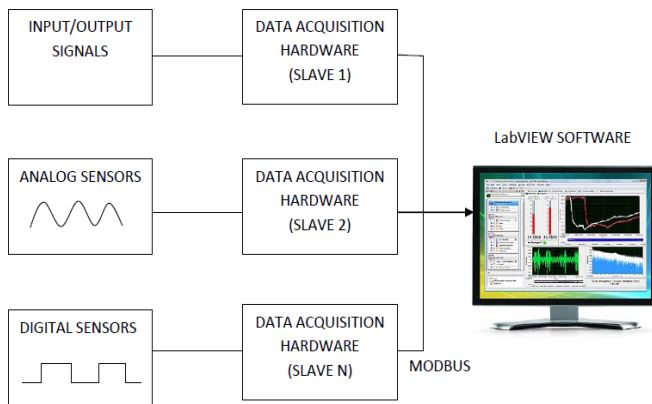 INPUT/OUTPUT
SIGNALS
DATA ACQUISITION
HARDWARE
(SLAVE 1)
LabVIEW SOFTWARE
ANALOG SENSORS
DATA ACQUISITION
HARDWARE
(SLAVE 2)
DIGITAL SENSORS
DATA ACQUISITION
HARDWARE
(SLAVE N)
MODBUS